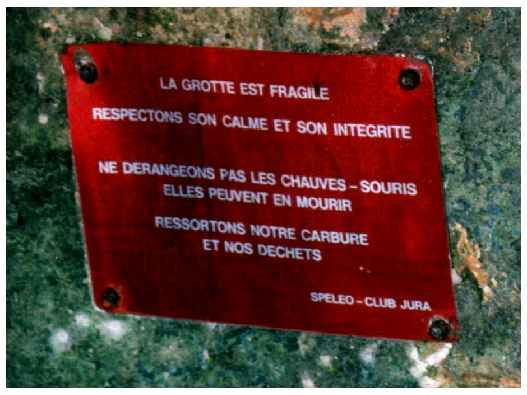 LA GROTTE EST FRAGILE
RESPECTONS SON CALME ET SON INTEGRITE
NE DERANGEONS PAS LES CHAUVES-SOURIS
ELLES PEUVENT EN MOURIR
RESSORTONS NOTRE CARBURE
ET NOS DECHETS
SPELEO-CLUB JURA